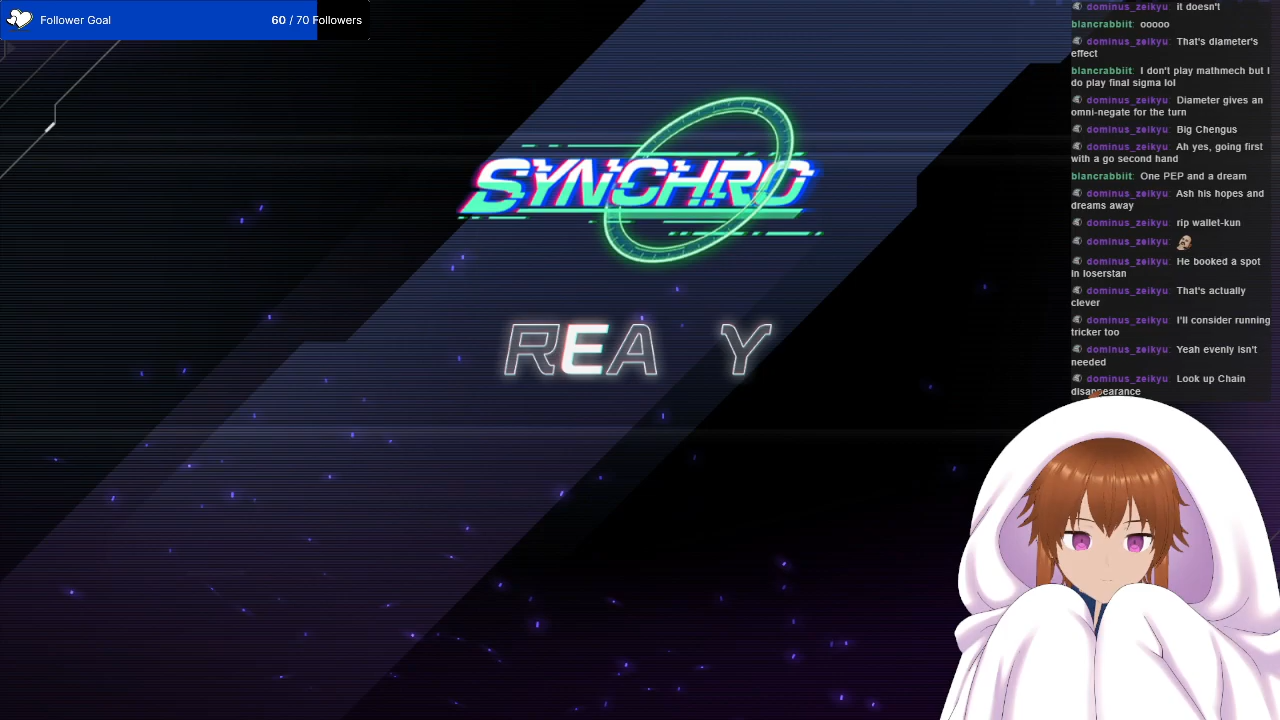 Follower Goal
60 / 70 Followers
SYNCHRO
REA Y
dominus_zeikyu: it doesn't
blancrabbiit: ooooo
dominus_zeikyu: That's diameter's
effect
blancrabbiit: I don't play mathmech but I
do play final sigma lol
dominus_zeikyu: Diameter gives an
omni-negate for the turn
dominus_zeikyu: Big Chengus
dominus_zeikyu: Ah yes, going first
with a go second hand
blancrabbiit: One PEP and a dream
dominus_zeikyu: Ash his hopes and
dreams away
dominus_zeikyu: rip wallet-kun
dominus_zeikyu:
dominus_zeikyu: He booked a spot
in loserstan
dominus_zeikyu: That's actually
clever
dominus_zeikyu: I'll consider running
tricker too
dominus_zeikyu: Yeah evenly isn't
needed
dominus_zeikyu: Look up Chain
disappearance